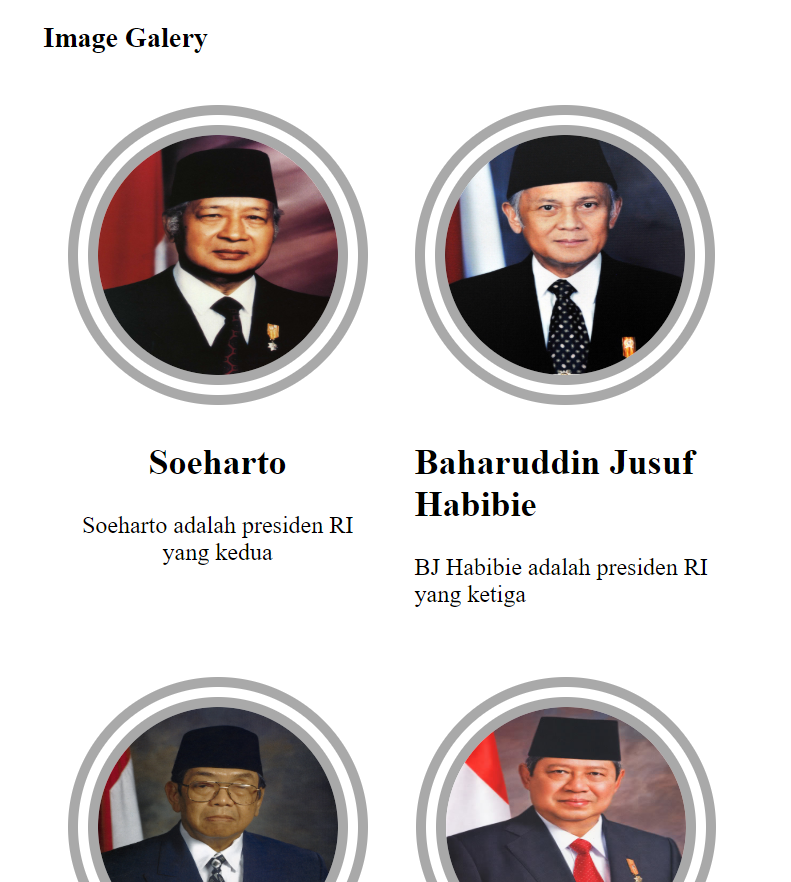 Image Galery
Soeharto
Soeharto adalah presiden RI
yang kedua
Baharuddin Jusuf
Habibie
BJ Habibie adalah presiden RI
yang ketiga